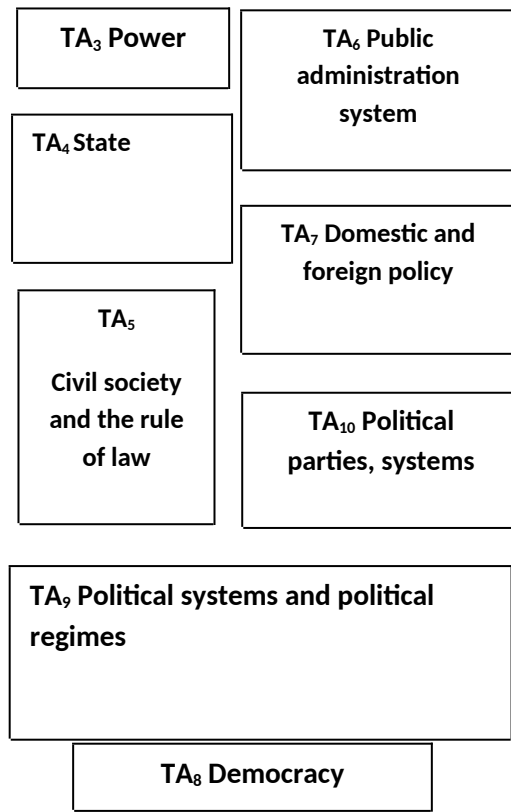 TA₃ Power
TA₄ State
TA₅
Civil society
and the rule
of law
TA₆ Public
administration
system
TA₇ Domestic and
foreign policy
TA₁₀ Political
parties, systems
TA₉ Political systems and political
regimes
TA₈ Democracy